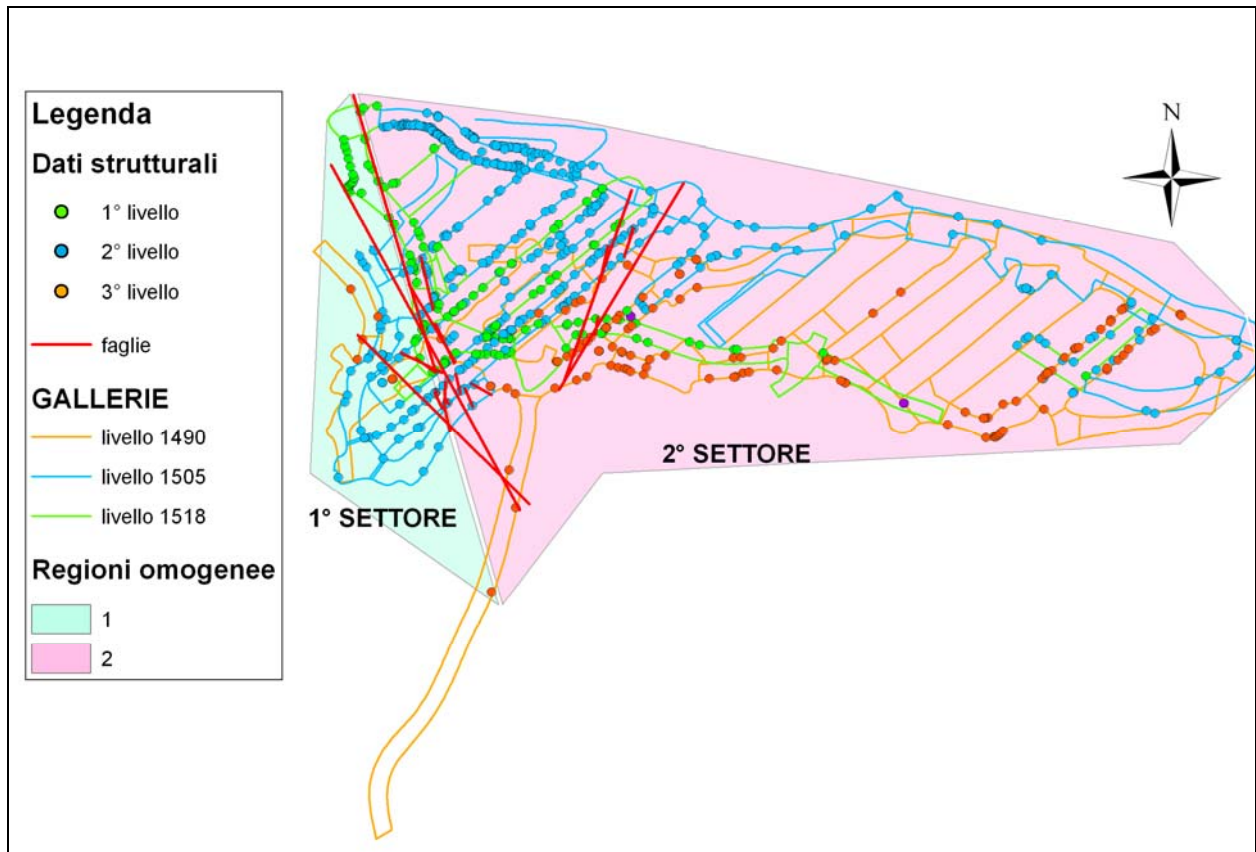 Legenda
Dati strutturali
1° livello
2° livello
3° livello
faglie
GALLERIE
livello 1490
livello 1505
livello 1518
Regioni omogenee
1
2
N
2° SETTORE
1° SETTORE